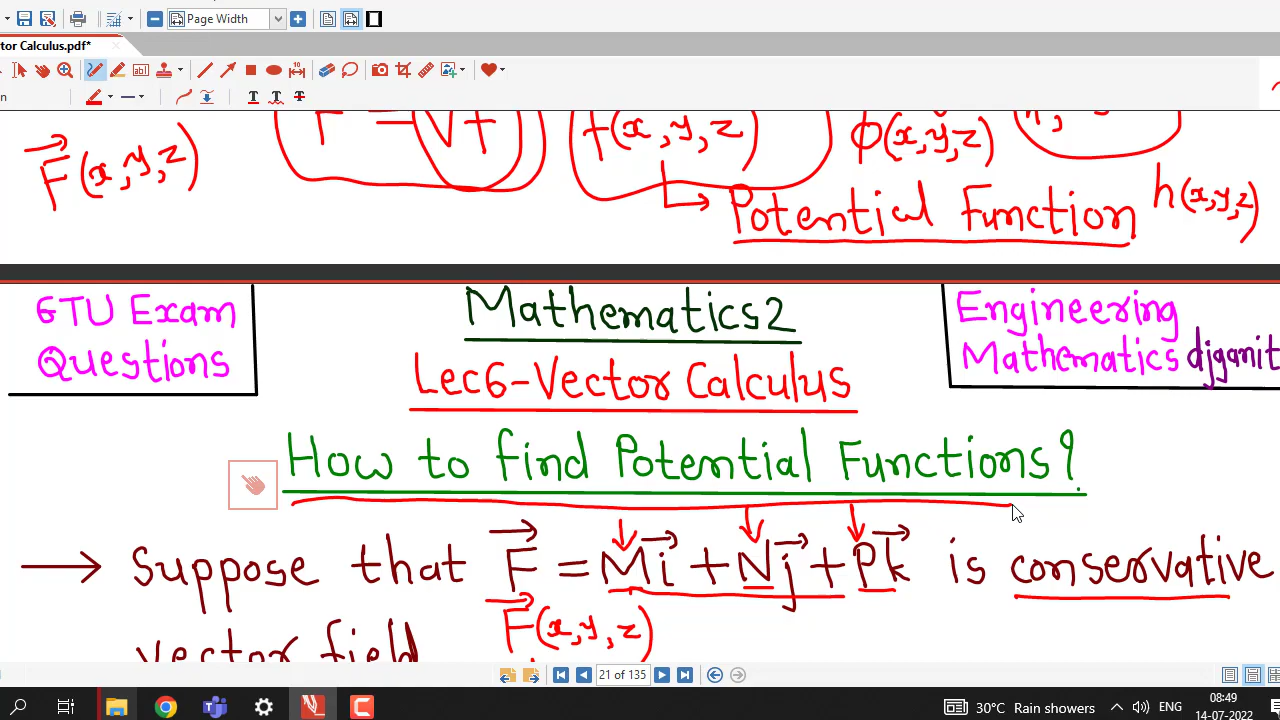 Page Width
tor Calculus.pdf*
n
F = ∇f f(x,y,z) φ(x,y,z)
F(x,y,z)
h(x,y,z)
Potential Function
GTU Exam
Questions
Mathematics2
Lec6-Vector Calculus
Engineering
Mathematics djganit
How to find Potential Functions?
→ Suppose that F = Mi + Nj + Pk is conservative
F(x,y,z)
vector field
21 of 135
30°C Rain showers
ENG
08:49
14-07-2022